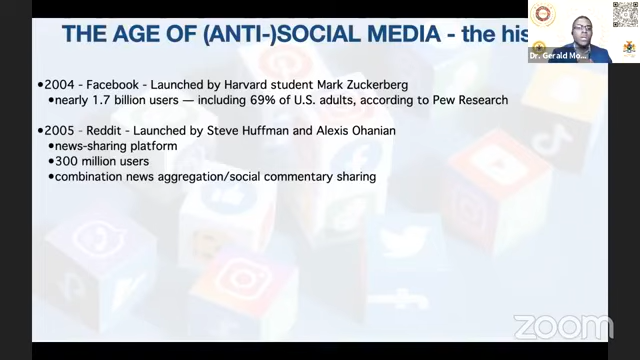 THE AGE OF (ANTI-)SOCIAL MEDIA - the his
Dr. Gerald Mo...
•2004 - Facebook - Launched by Harvard student Mark Zuckerberg
•nearly 1.7 billion users — including 69% of U.S. adults, according to Pew Research
•2005 - Reddit - Launched by Steve Huffman and Alexis Ohanian
•news-sharing platform
•300 million users
•combination news aggregation/social commentary sharing
zoom